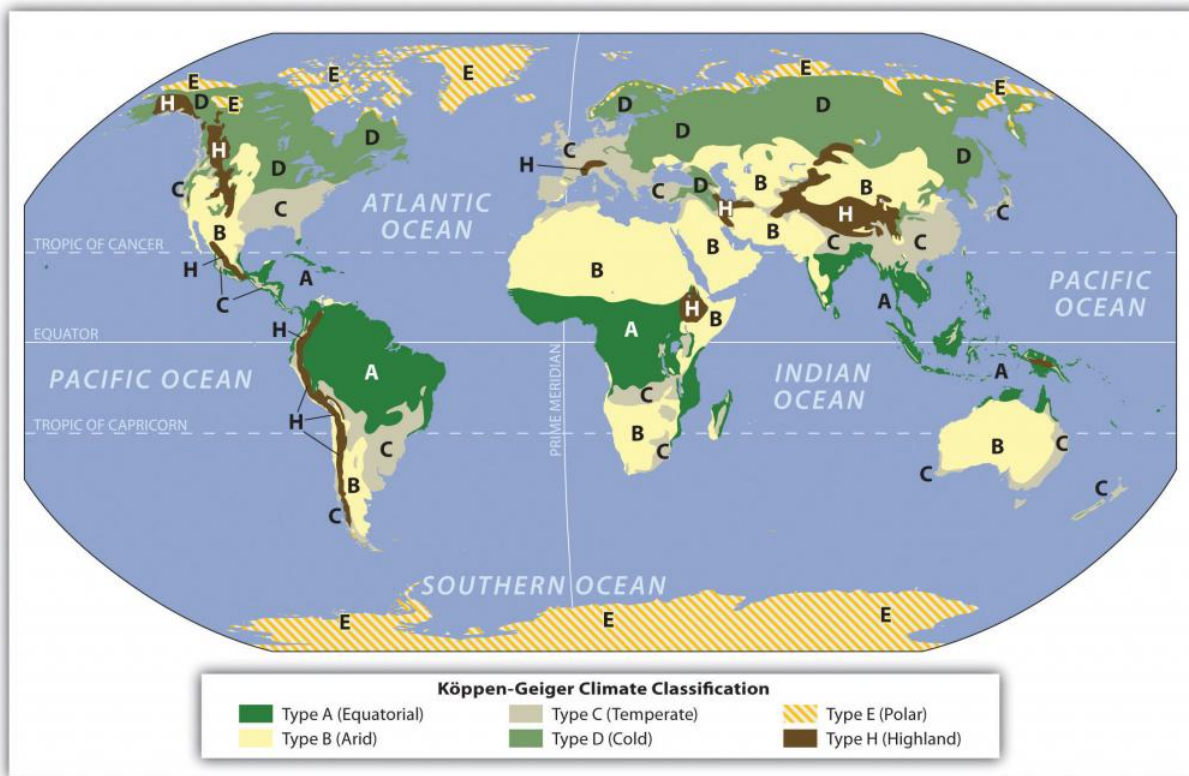 E
E
E
E
E
H
D
E
D
D
D
H
D
D
C
D
H
C
ATLANTIC
OCEAN
C
C
B
D
B
H
B
H
C
B
TROPIC OF CANCER
H
C
A
B
B
B
C
C
A
PACIFIC
OCEAN
EQUATOR
H
A
H
B
PACIFIC OCEAN
A
PRIME MERIDIAN
C
INDIAN
OCEAN
A
TROPIC OF CAPRICORN
H
C
B
C
B
C
B
C
C
C
SOUTHERN OCEAN
E
E
E
Köppen-Geiger Climate Classification
Type A (Equatorial)
Type C (Temperate)
Type E (Polar)
Type B (Arid)
Type D (Cold)
Type H (Highland)